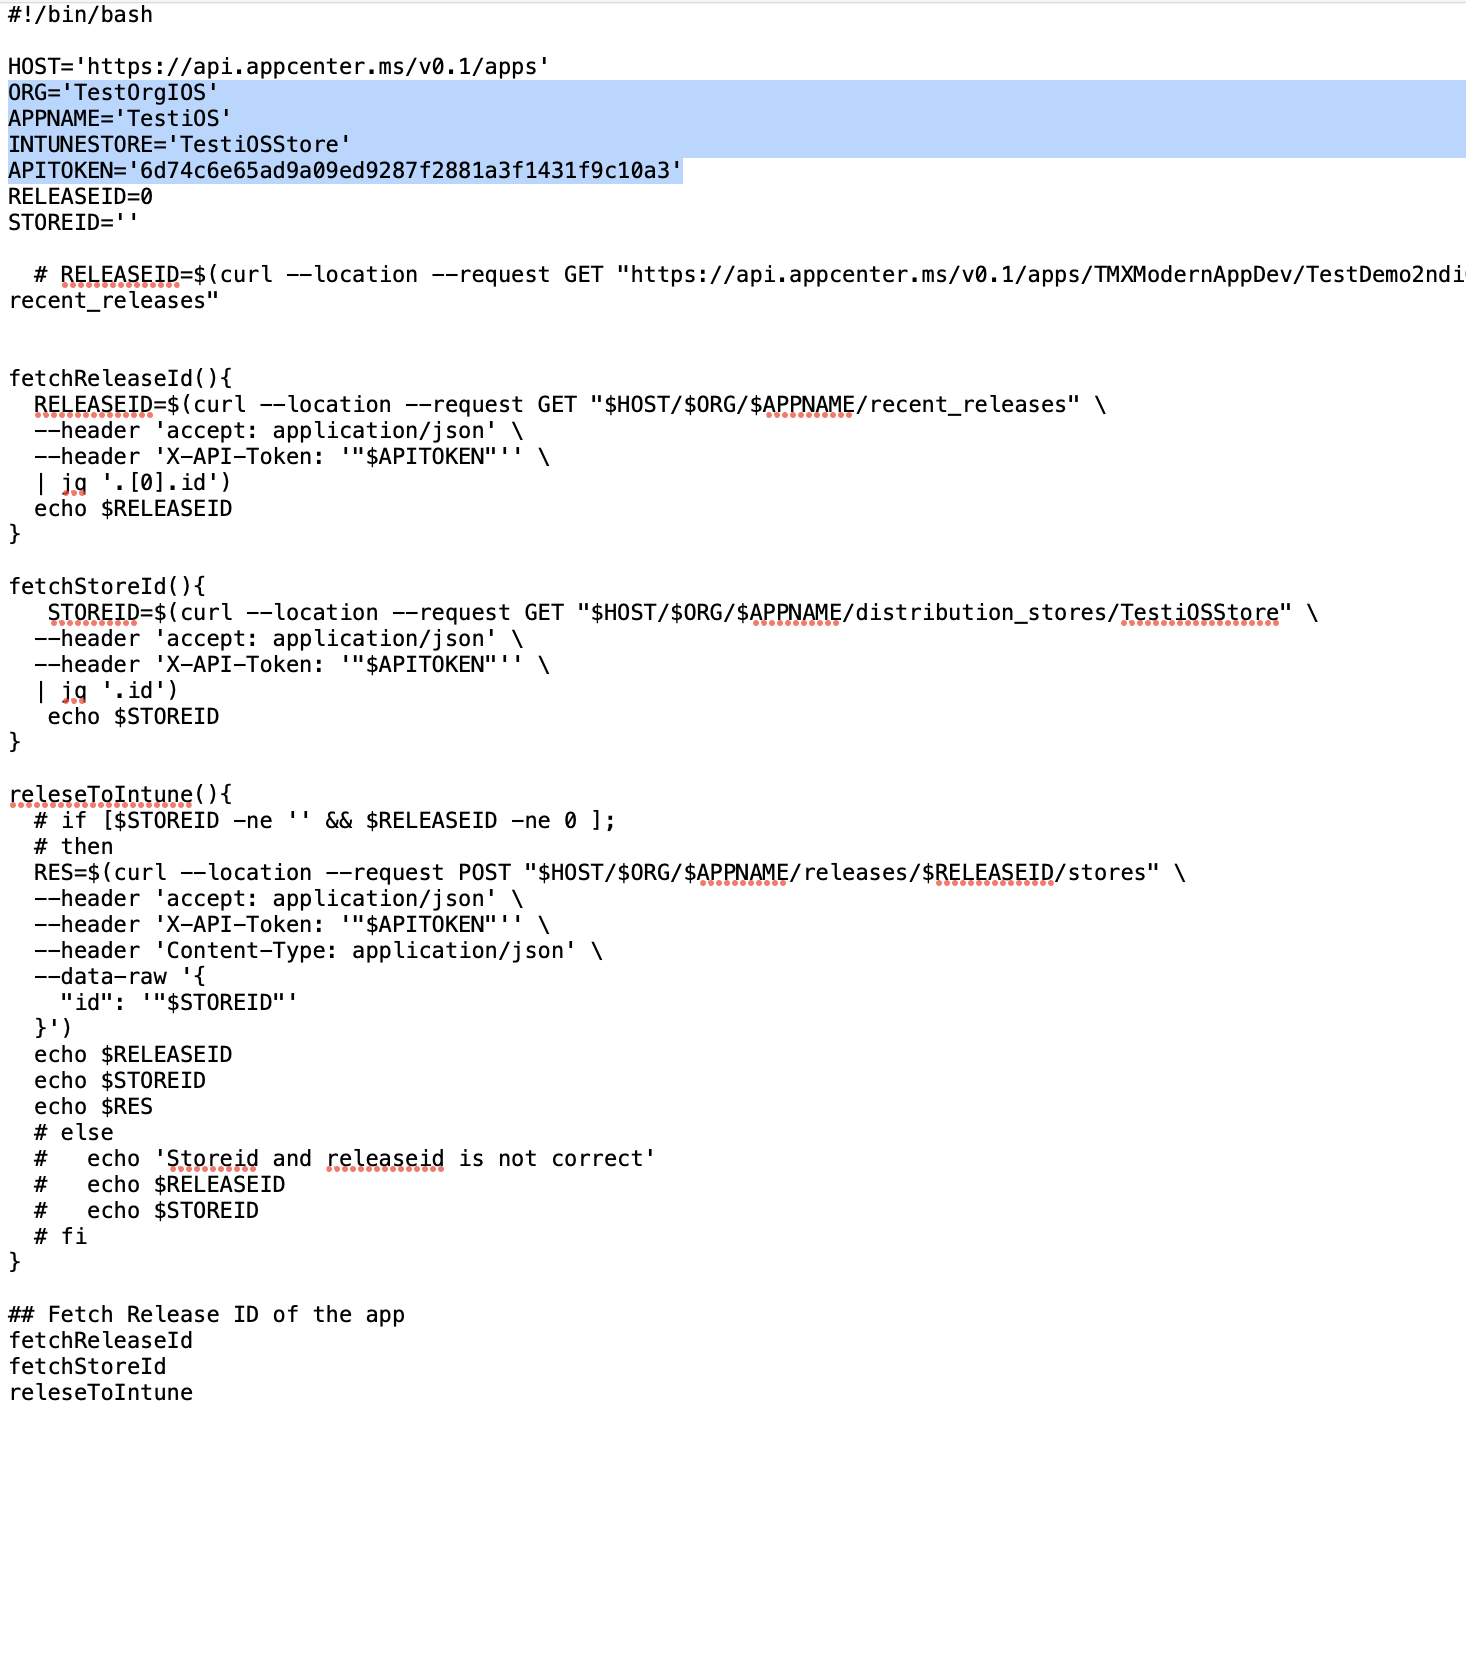 #!/bin/bash
HOST='https://api.appcenter.ms/v0.1/apps'
ORG='TestOrgIOS'
APPNAME='TestiOS'
INTUNESTORE='TestiOSStore'
APITOKEN='6d74c6e65ad9a09ed9287f2881a3f1431f9c10a3'
RELEASEID=0
STOREID=''
  # RELEASEID=$(curl --location --request GET "https://api.appcenter.ms/v0.1/apps/TMXModernAppDev/TestDemo2ndi
recent_releases"
fetchReleaseId(){
  RELEASEID=$(curl --location --request GET "$HOST/$ORG/$APPNAME/recent_releases" \
  --header 'accept: application/json' \
  --header 'X-API-Token: '"$APITOKEN"'' \
  | jq '.[0].id')
  echo $RELEASEID
}
fetchStoreId(){
   STOREID=$(curl --location --request GET "$HOST/$ORG/$APPNAME/distribution_stores/TestiOSStore" \
  --header 'accept: application/json' \
  --header 'X-API-Token: '"$APITOKEN"'' \
  | jq '.id')
   echo $STOREID
}
releseToIntune(){
  # if [$STOREID -ne '' && $RELEASEID -ne 0 ];
  # then
  RES=$(curl --location --request POST "$HOST/$ORG/$APPNAME/releases/$RELEASEID/stores" \
  --header 'accept: application/json' \
  --header 'X-API-Token: '"$APITOKEN"'' \
  --header 'Content-Type: application/json' \
  --data-raw '{
    "id": '"$STOREID"'
  }')
  echo $RELEASEID
  echo $STOREID
  echo $RES
  # else
  #   echo 'Storeid and releaseid is not correct'
  #   echo $RELEASEID
  #   echo $STOREID
  # fi
}
## Fetch Release ID of the app
fetchReleaseId
fetchStoreId
releseToIntune